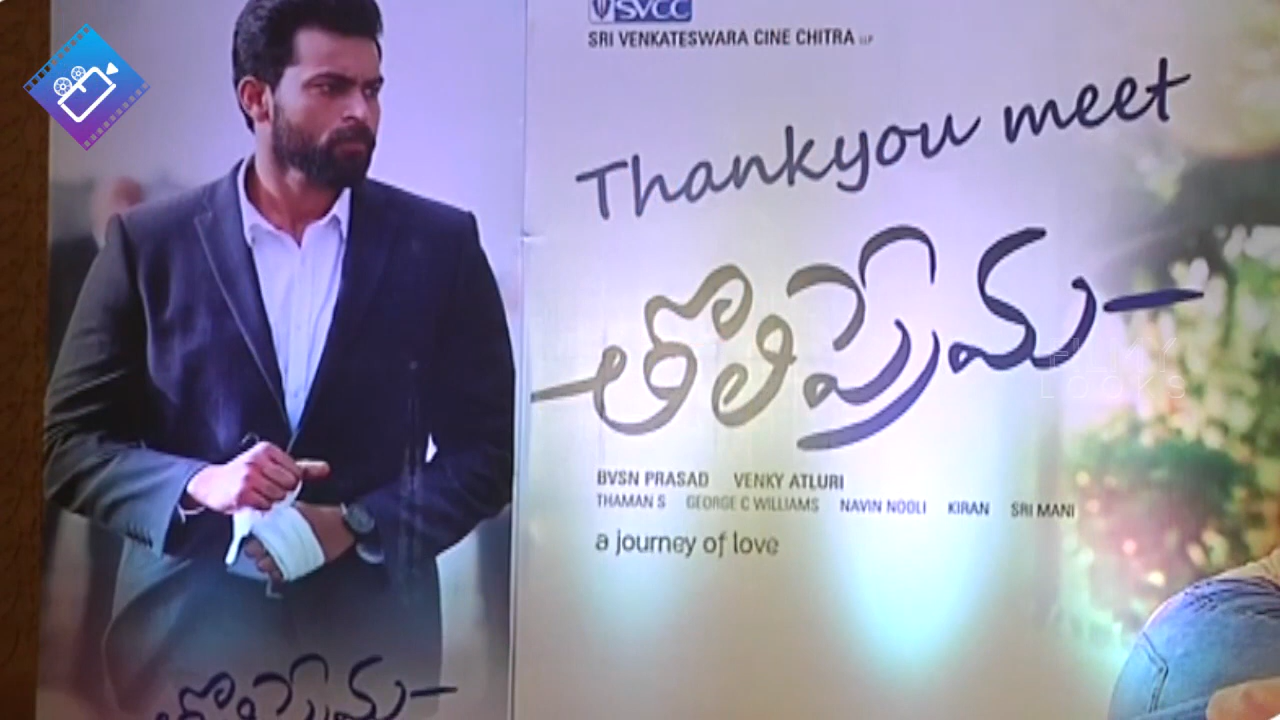 SVCC
SRI VENKATESWARA CINE CHITRA LLP
Thankyou meet
తొలిప్రేమ
BVSN PRASAD VENKY ATLURI
THAMAN S GEORGE C WILLIAMS NAVIN NOOLI KIRAN SRI MANI
a journey of love
తొలిప్రేమ
LOOKS